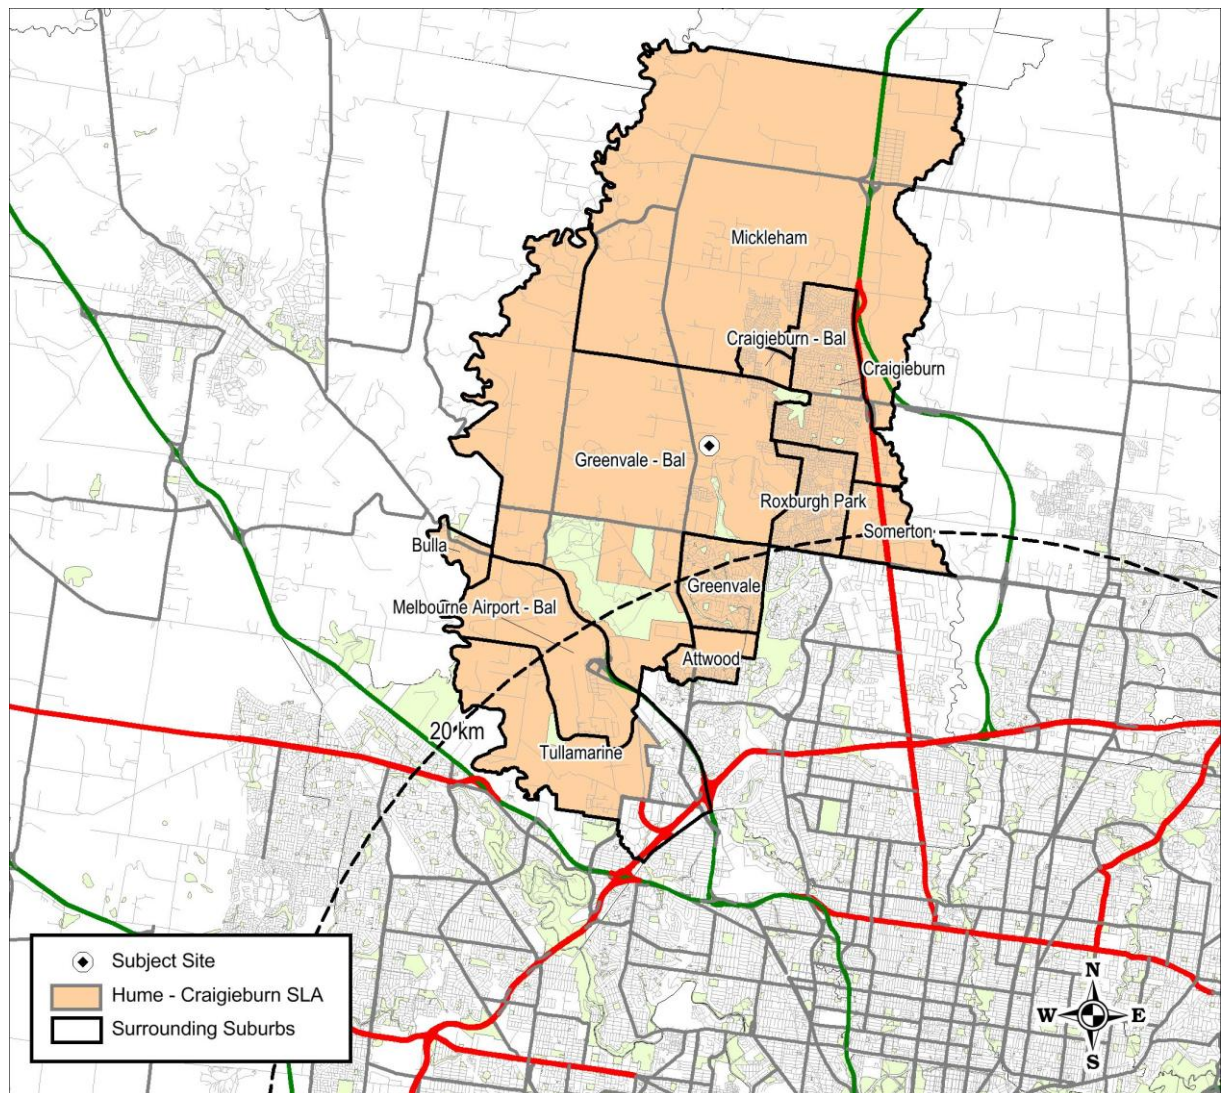 Mickleham
Craigieburn - Bal
Craigieburn
Greenvale - Bal
Roxburgh Park
Somerton
Bulla
Greenvale
Melbourne Airport - Bal
Attwood
20 km
Tullamarine
Subject Site
Hume - Craigieburn SLA
Surrounding Suburbs
N
W E
S